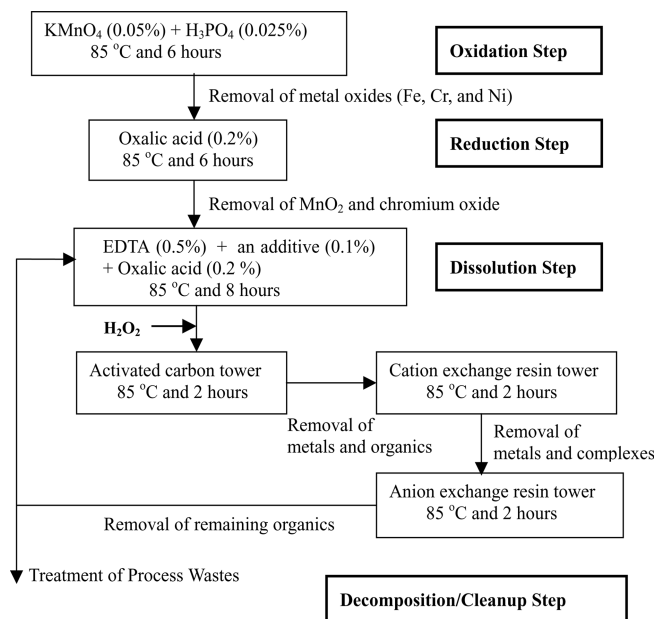 KMnO₄ (0.05%) + H₃PO₄ (0.025%)
85 °C and 6 hours
Oxidation Step
Removal of metal oxides (Fe, Cr, and Ni)
Oxalic acid (0.2%)
85 °C and 6 hours
Reduction Step
Removal of MnO₂ and chromium oxide
EDTA (0.5%) + an additive (0.1%)
+ Oxalic acid (0.2 %)
85 °C and 8 hours
Dissolution Step
H₂O₂
Activated carbon tower
85 °C and 2 hours
Cation exchange resin tower
85 °C and 2 hours
Removal of
metals and organics
Removal of
metals and complexes
Anion exchange resin tower
85 °C and 2 hours
Removal of remaining organics
Treatment of Process Wastes
Decomposition/Cleanup Step